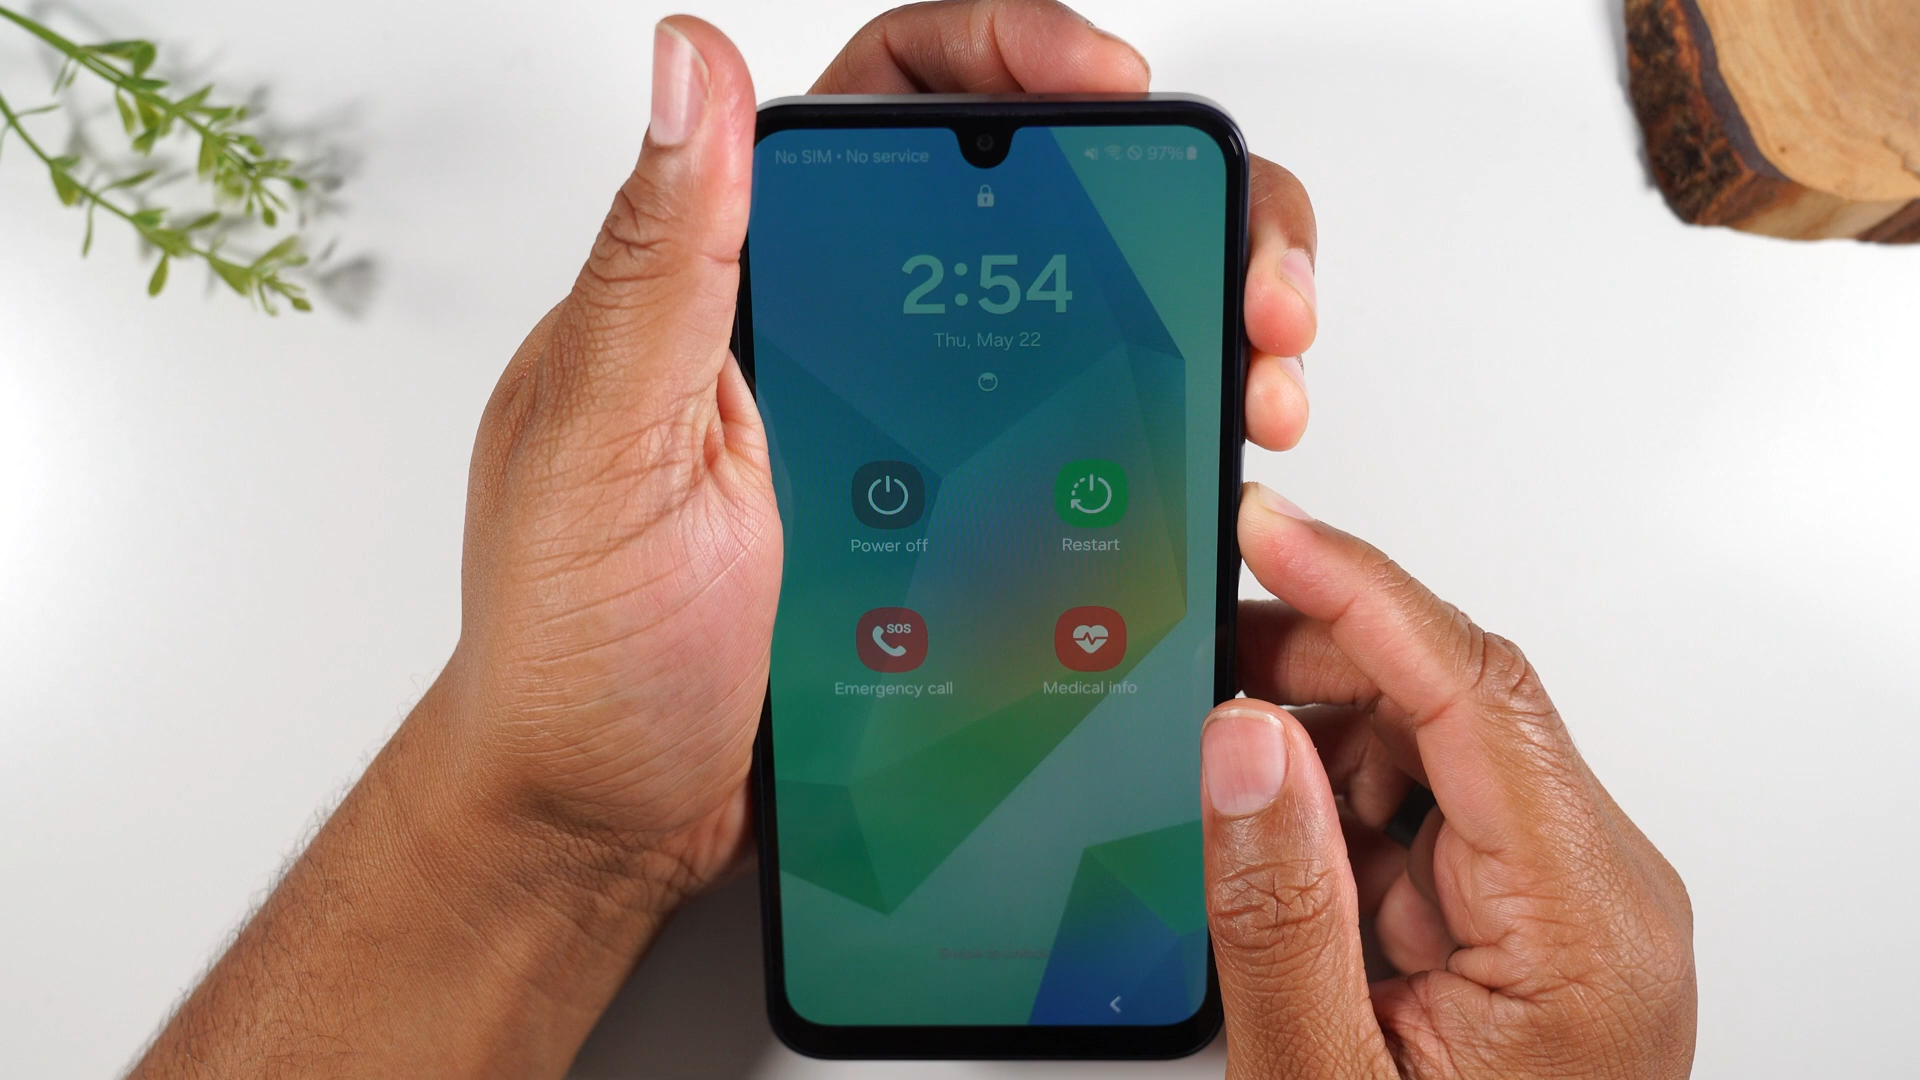 No SIM • No service
97%
2:54
Thu, May 22
Power off
Restart
SOS
Emergency call
Medical info